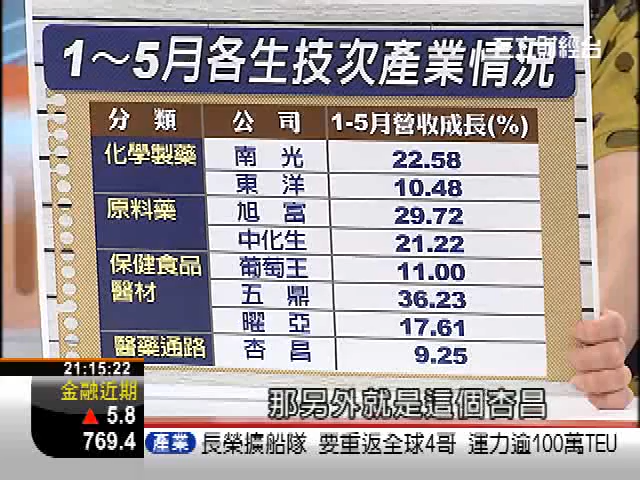 三立財經台
1～5月各生技次產業情況
分類 公司 1-5月營收成長(%)
化學製藥 南光 22.58
東洋 10.48
原料藥 旭富 29.72
中化生 21.22
保健食品 葡萄王 11.00
醫材 五鼎 36.23
曜亞 17.61
醫藥通路 杏昌 9.25
21:15:22
金融近期
▲5.8
769.4
那另外就是這個杏昌
產業 長榮擴船隊 要重返全球4哥 運力逾100萬TEU